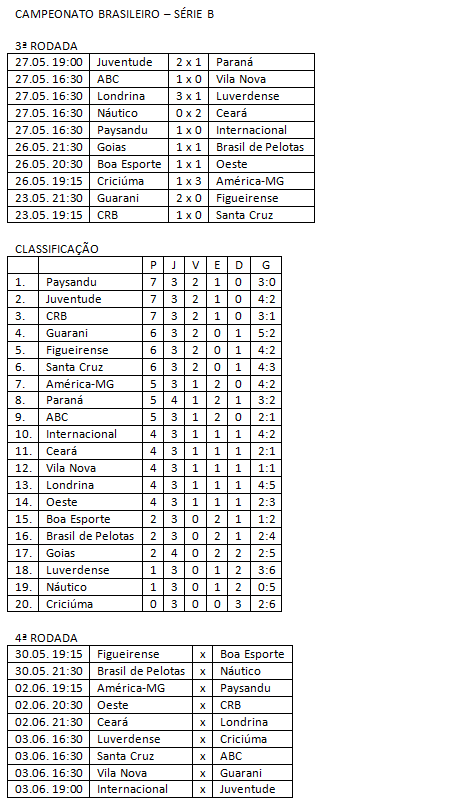 CAMPEONATO BRASILEIRO – SÉRIE B
3ª RODADA
27.05. 19:00 Juventude 2 x 1 Paraná
27.05. 16:30 ABC 1 x 0 Vila Nova
27.05. 16:30 Londrina 3 x 1 Luverdense
27.05. 16:30 Náutico 0 x 2 Ceará
27.05. 16:30 Paysandu 1 x 0 Internacional
26.05. 21:30 Goias 1 x 1 Brasil de Pelotas
26.05. 20:30 Boa Esporte 1 x 1 Oeste
26.05. 19:15 Criciúma 1 x 3 América-MG
23.05. 21:30 Guarani 2 x 0 Figueirense
23.05. 19:15 CRB 1 x 0 Santa Cruz
CLASSIFICAÇÃO
P J V E D G
1. Paysandu 7 3 2 1 0 3:0
2. Juventude 7 3 2 1 0 4:2
3. CRB 7 3 2 1 0 3:1
4. Guarani 6 3 2 0 1 5:2
5. Figueirense 6 3 2 0 1 4:2
6. Santa Cruz 6 3 2 0 1 4:3
7. América-MG 5 3 1 2 0 4:2
8. Paraná 5 4 1 2 1 3:2
9. ABC 5 3 1 2 0 2:1
10. Internacional 4 3 1 1 1 4:2
11. Ceará 4 3 1 1 1 2:1
12. Vila Nova 4 3 1 1 1 1:1
13. Londrina 4 3 1 1 1 4:5
14. Oeste 4 3 1 1 1 2:3
15. Boa Esporte 2 3 0 2 1 1:2
16. Brasil de Pelotas 2 3 0 2 1 2:4
17. Goias 2 4 0 2 2 2:5
18. Luverdense 1 3 0 1 2 3:6
19. Náutico 1 3 0 1 2 0:5
20. Criciúma 0 3 0 0 3 2:6
4ª RODADA
30.05. 19:15 Figueirense x Boa Esporte
30.05. 21:30 Brasil de Pelotas x Náutico
02.06. 19:15 América-MG x Paysandu
02.06. 20:30 Oeste x CRB
02.06. 21:30 Ceará x Londrina
03.06. 16:30 Luverdense x Criciúma
03.06. 16:30 Santa Cruz x ABC
03.06. 16:30 Vila Nova x Guarani
03.06. 19:00 Internacional x Juventude